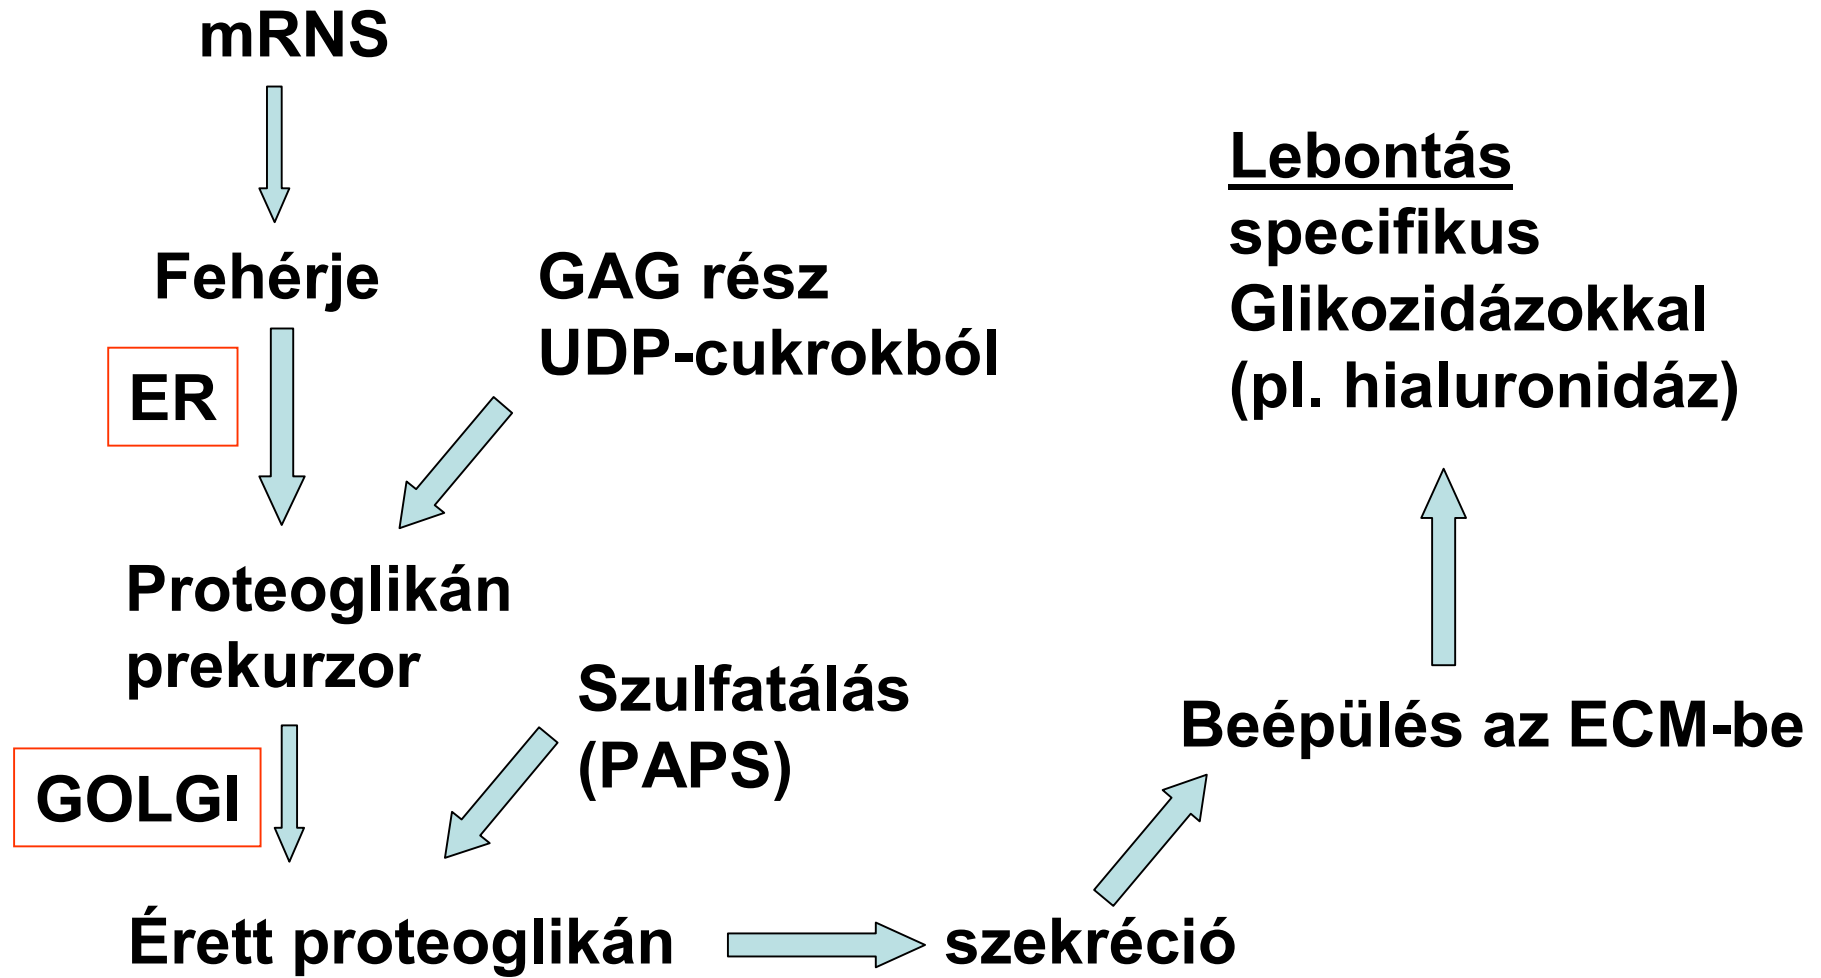 mRNS
Fehérje
ER
GAG rész
UDP-cukrokból
Proteoglikán
prekurzor
GOLGI
Szulfatálás
(PAPS)
Érett proteoglikán
szekréció
Beépülés az ECM-be
Lebontás
specifikus
Glikozidázokkal
(pl. hialuronidáz)